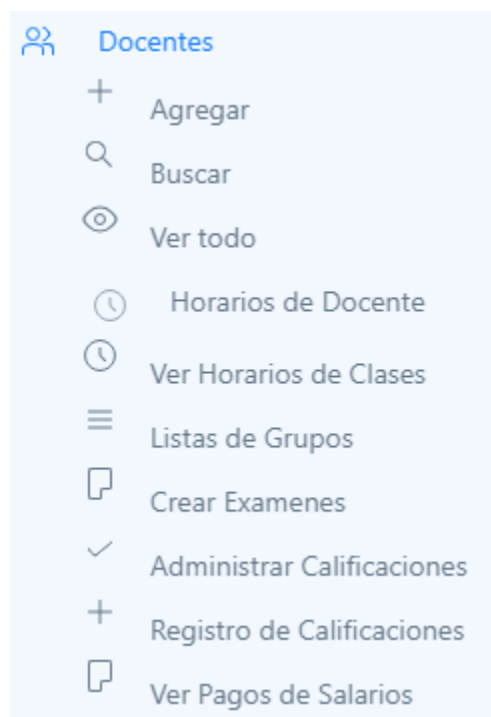 Docentes
Agregar
Buscar
Ver todo
Horarios de Docente
Ver Horarios de Clases
Listas de Grupos
Crear Examenes
Administrar Calificaciones
Registro de Calificaciones
Ver Pagos de Salarios